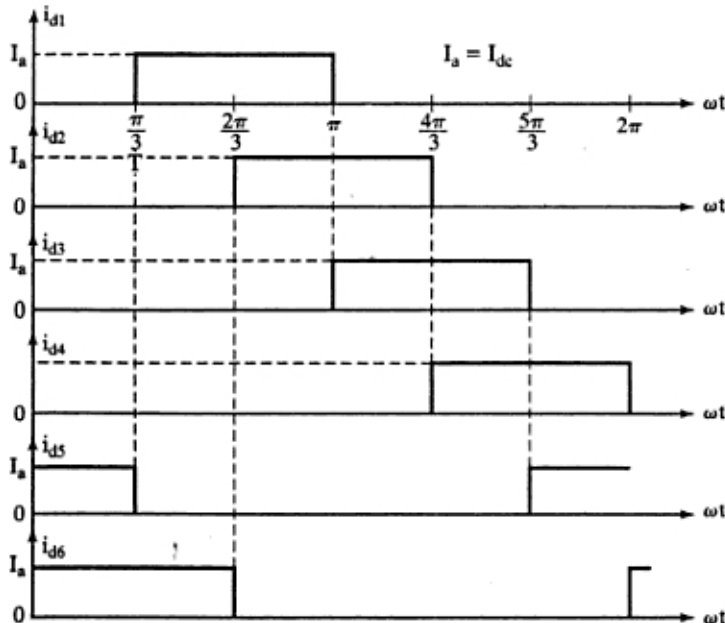 i_d1
I_a
I_a = I_dc
0
ωt
π/3
2π/3
π
4π/3
5π/3
2π
i_d2
I_a
0
ωt
i_d3
I_a
0
ωt
i_d4
0
ωt
i_d5
I_a
0
ωt
i_d6
I_a
0
ωt